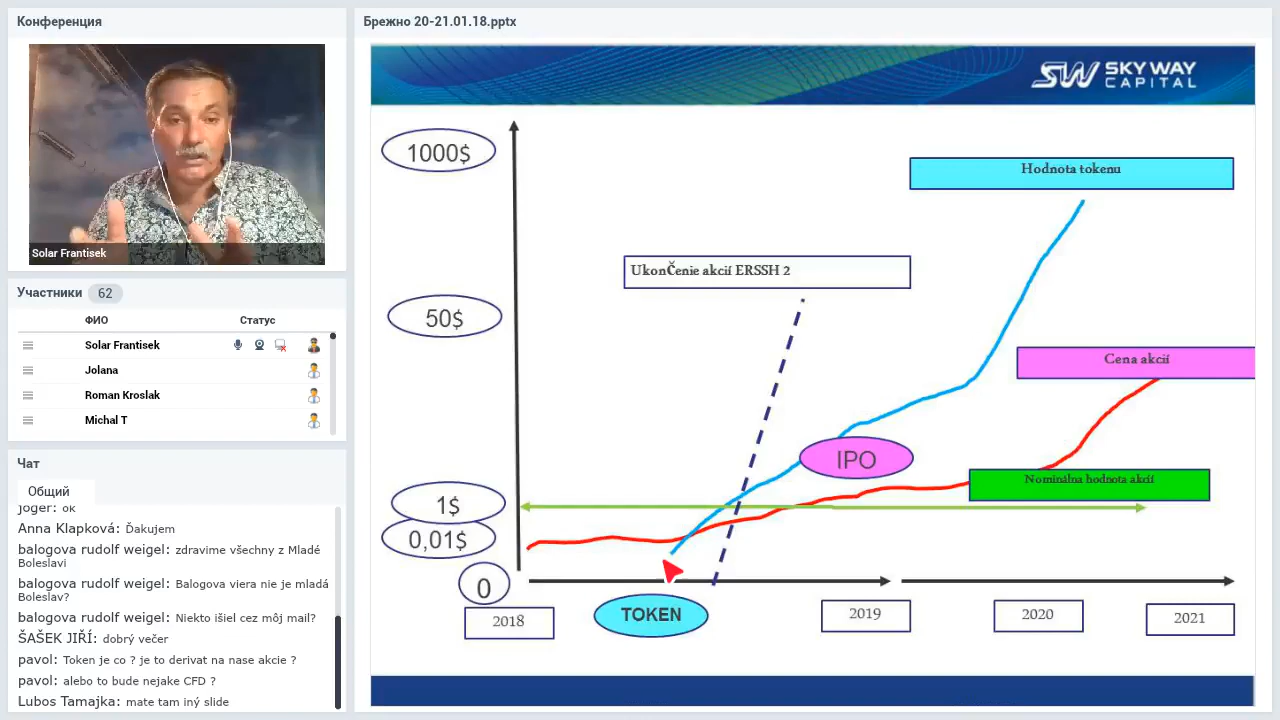 Конференция
Solar Frantisek
Участники 62
ФИО Статус
Solar Frantisek
Jolana
Roman Kroslak
Michal T
Чат
Общий
joger: ок
Anna Klapková: Ďakujem
balogova rudolf weigel: zdravime všechny z Mladé
Boleslavi
balogova rudolf weigel: Balogova viera nie je mladá
Boleslav?
balogova rudolf weigel: Niekto išiel cez môj mail?
ŠAŠEK JIŘÍ: dobrý večer
pavol: Token je co ? je to derivat na nase akcie ?
pavol: alebo to bude nejake CFD ?
Lubos Tamajka: mate tam iný slide
Брежно 20-21.01.18.pptx
SW SKY WAY
CAPITAL
1000$
Hodnota tokenu
UkonČenie akcií ERSSH 2
50$
Cena akcií
IPO
Nominálna hodnota akcií
1$
0,01$
0
TOKEN
2018
2019
2020
2021